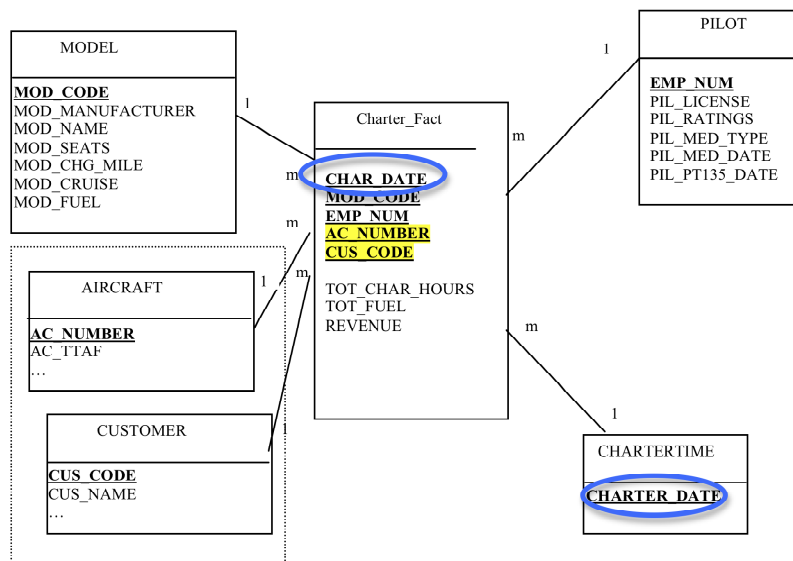 MODEL
MOD_CODE
MOD_MANUFACTURER
MOD_NAME
MOD_SEATS
MOD_CHG_MILE
MOD_CRUISE
MOD_FUEL
1
m
Charter_Fact
CHAR_DATE
MOD_CODE
EMP_NUM
AC_NUMBER
CUS_CODE
TOT_CHAR_HOURS
TOT_FUEL
REVENUE
1
m
PILOT
EMP_NUM
PIL_LICENSE
PIL_RATINGS
PIL_MED_TYPE
PIL_MED_DATE
PIL_PT135_DATE
m
1
AIRCRAFT
AC_NUMBER
AC_TTAF
…
m
1
CUSTOMER
CUS_CODE
CUS_NAME
…
m
1
CHARTERTIME
CHARTER_DATE